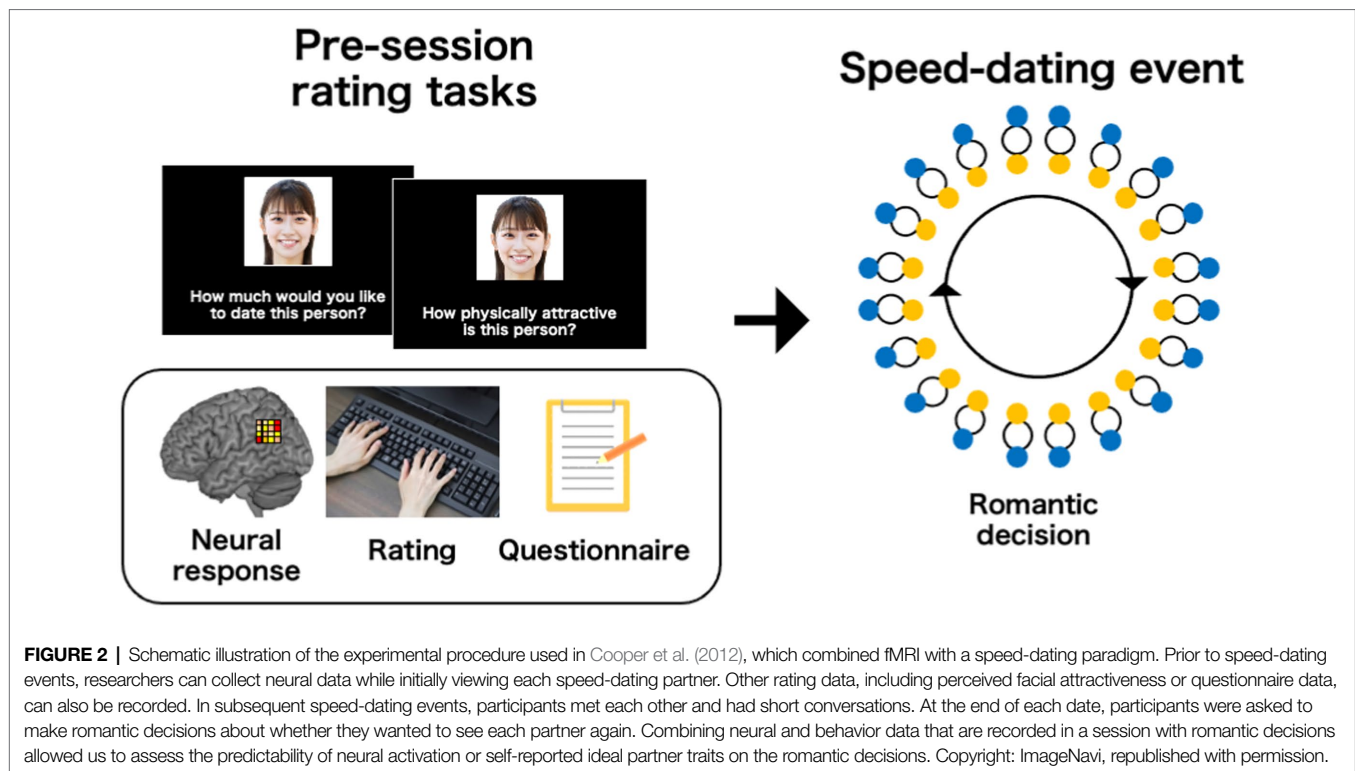 Pre-session
rating tasks
Speed-dating event
How much would you like
to date this person?
How physically attractive
is this person?
Neural
response
Rating
Questionnaire
Romantic
decision
FIGURE 2 | Schematic illustration of the experimental procedure used in Cooper et al. (2012), which combined fMRI with a speed-dating paradigm. Prior to speed-dating
events, researchers can collect neural data while initially viewing each speed-dating partner. Other rating data, including perceived facial attractiveness or questionnaire data,
can also be recorded. In subsequent speed-dating events, participants met each other and had short conversations. At the end of each date, participants were asked to
make romantic decisions about whether they wanted to see each partner again. Combining neural and behavior data that are recorded in a session with romantic decisions
allowed us to assess the predictability of neural activation or self-reported ideal partner traits on the romantic decisions. Copyright: ImageNavi, republished with permission.